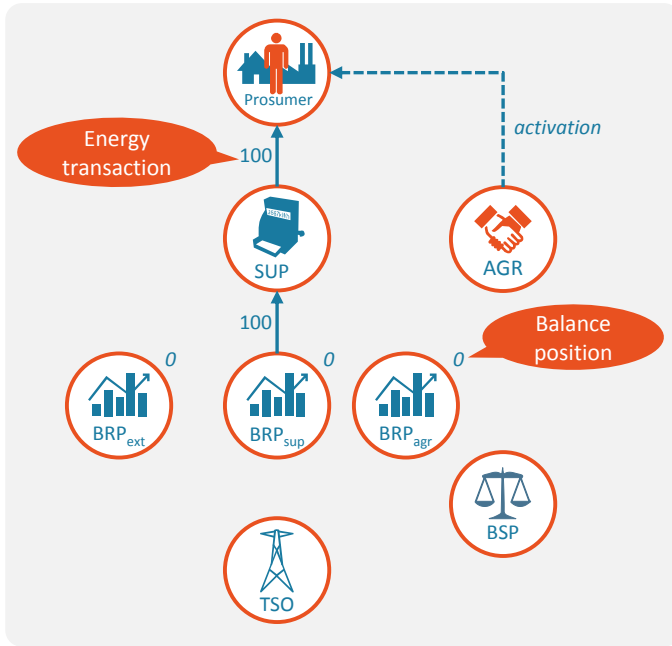 Prosumer
Energy
transaction
100
activation
SUP
AGR
100
Balance
position
0
0
0
BRPext
BRPsup
BRPagr
BSP
TSO